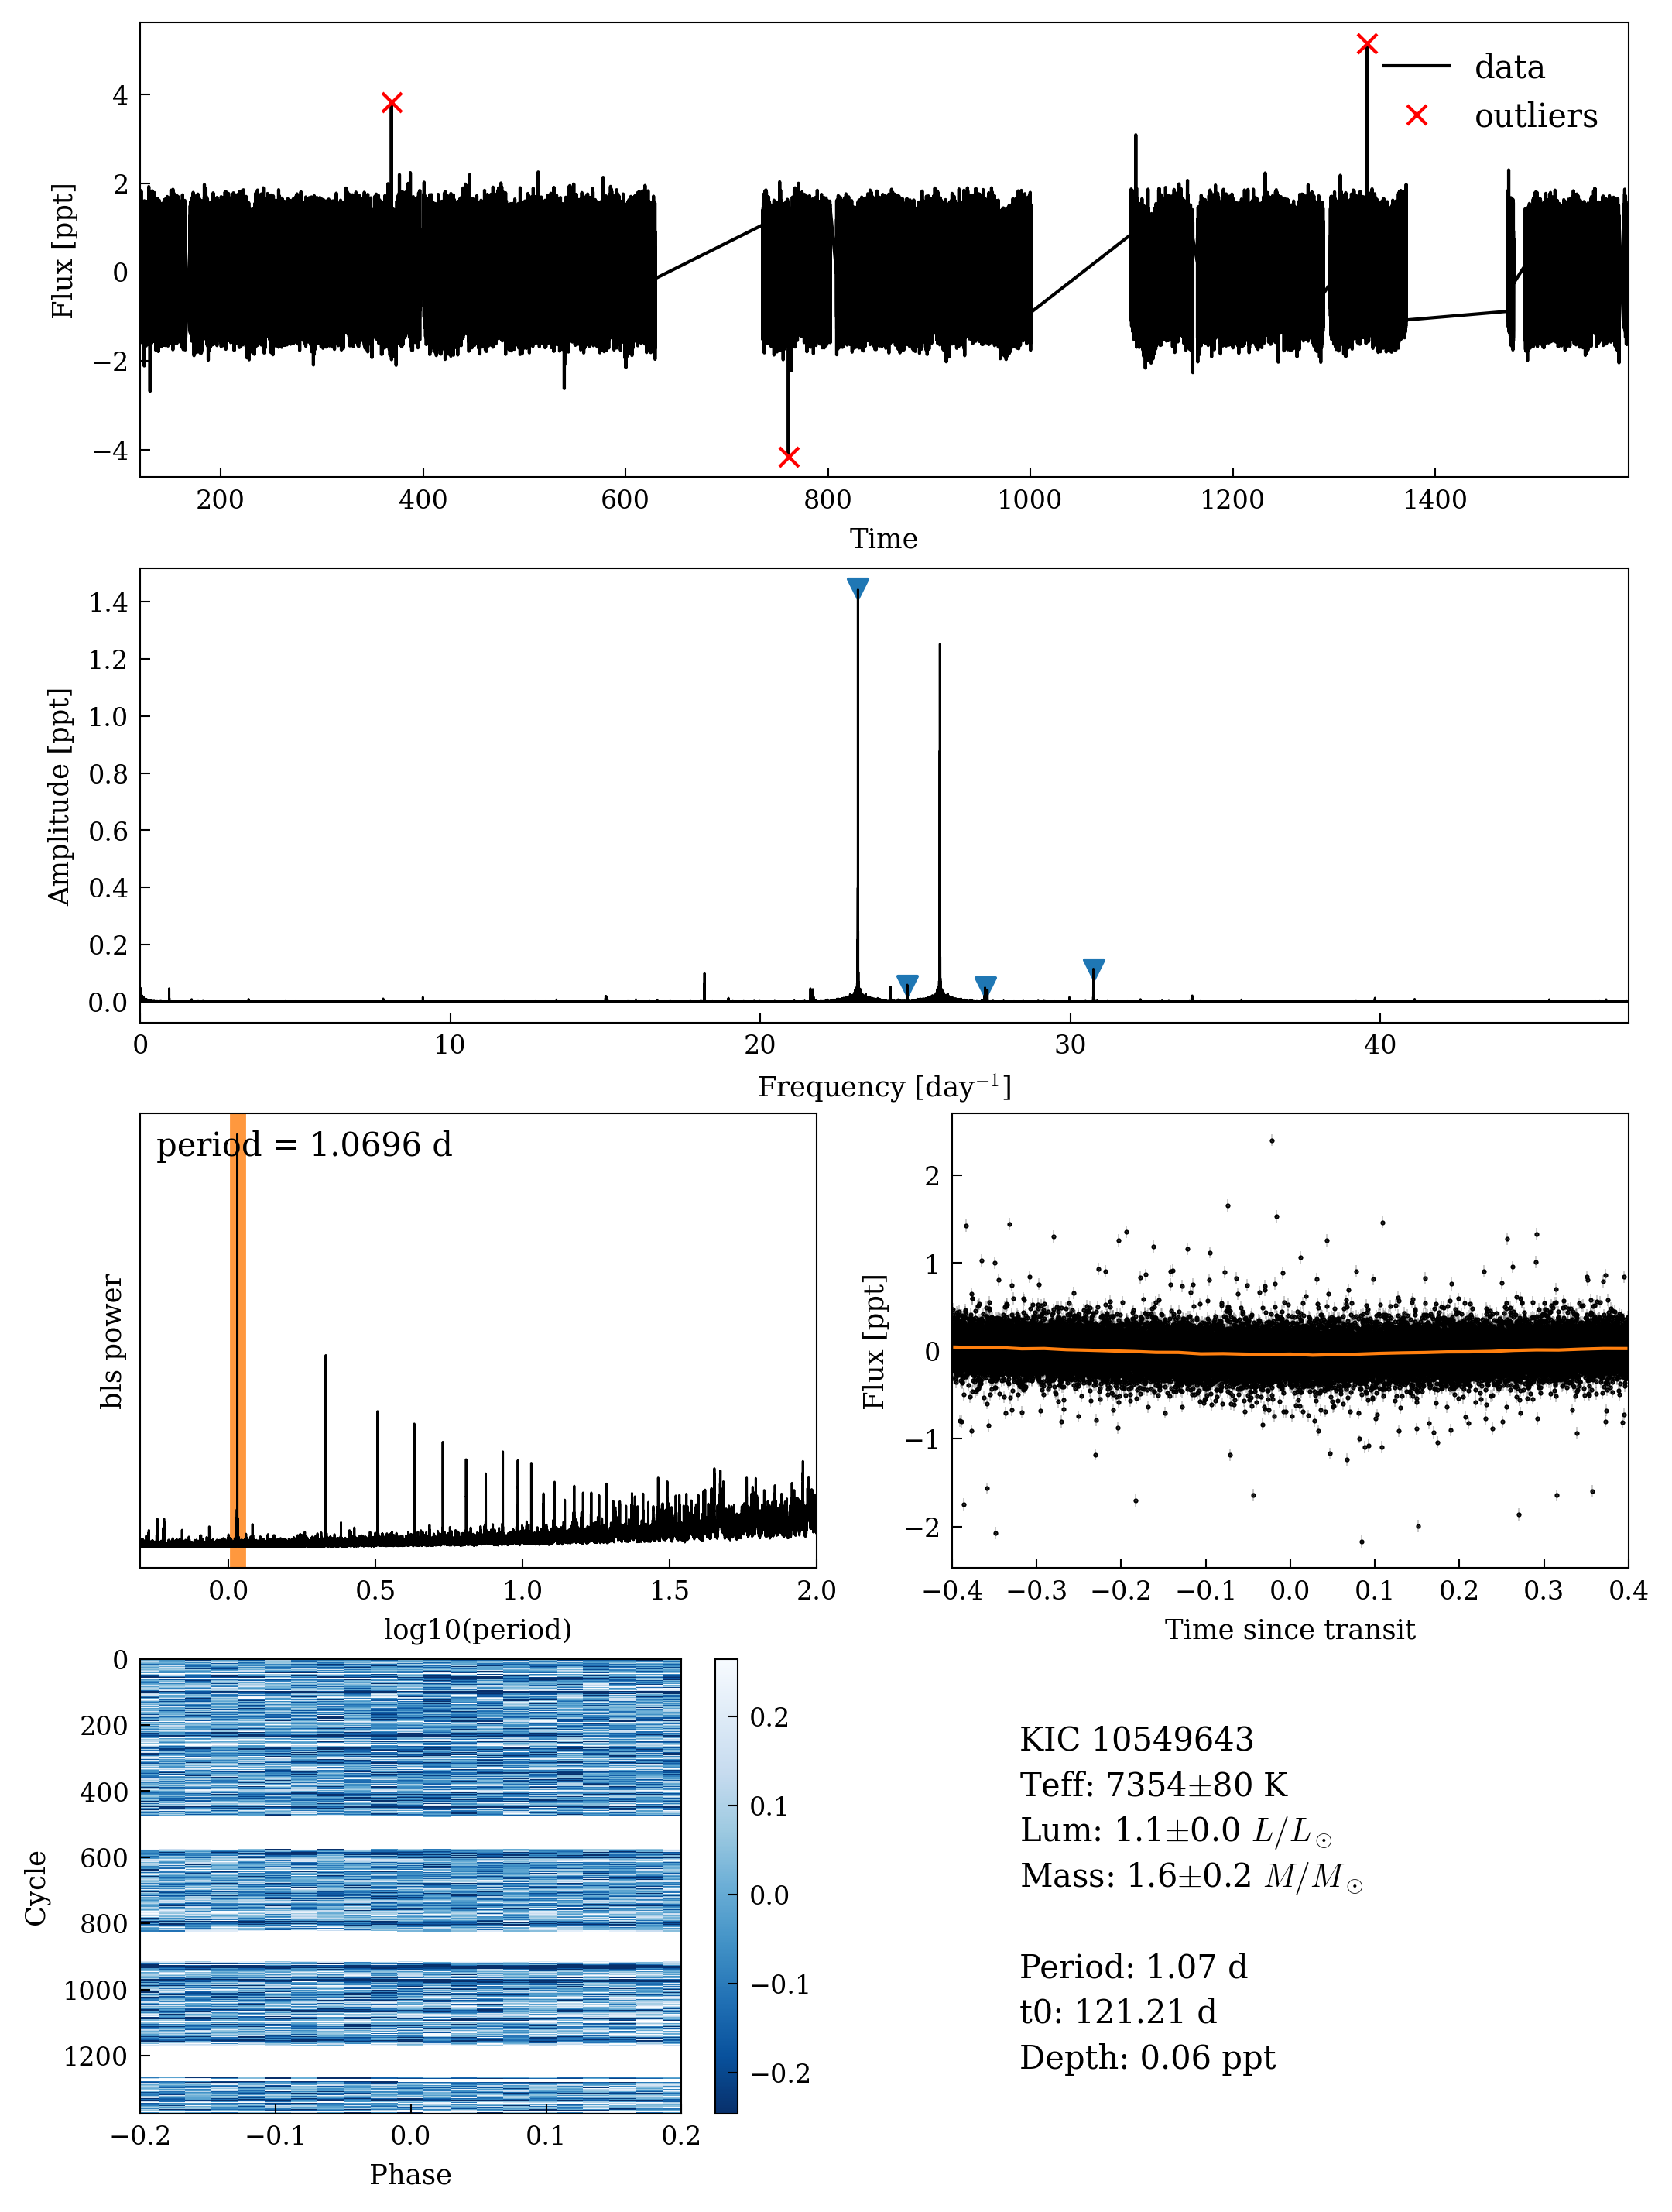 data
outliers
4
2
0
−2
−4
Flux [ppt]
200 400 600 800 1000 1200 1400
Time
1.4
1.2
1.0
0.8
0.6
0.4
0.2
0.0
Amplitude [ppt]
0 10 20 30 40
Frequency [day⁻¹]
period = 1.0696 d
bls power
0.0 0.5 1.0 1.5 2.0
log10(period)
2
1
0
−1
−2
Flux [ppt]
−0.4 −0.3 −0.2 −0.1 0.0 0.1 0.2 0.3 0.4
Time since transit
0
200
400
600
800
1000
1200
Cycle
−0.2 −0.1 0.0 0.1 0.2
Phase
0.2
0.1
0.0
−0.1
−0.2
KIC 10549643
Teff: 7354±80 K
Lum: 1.1±0.0 L/L☉
Mass: 1.6±0.2 M/M☉
Period: 1.07 d
t0: 121.21 d
Depth: 0.06 ppt